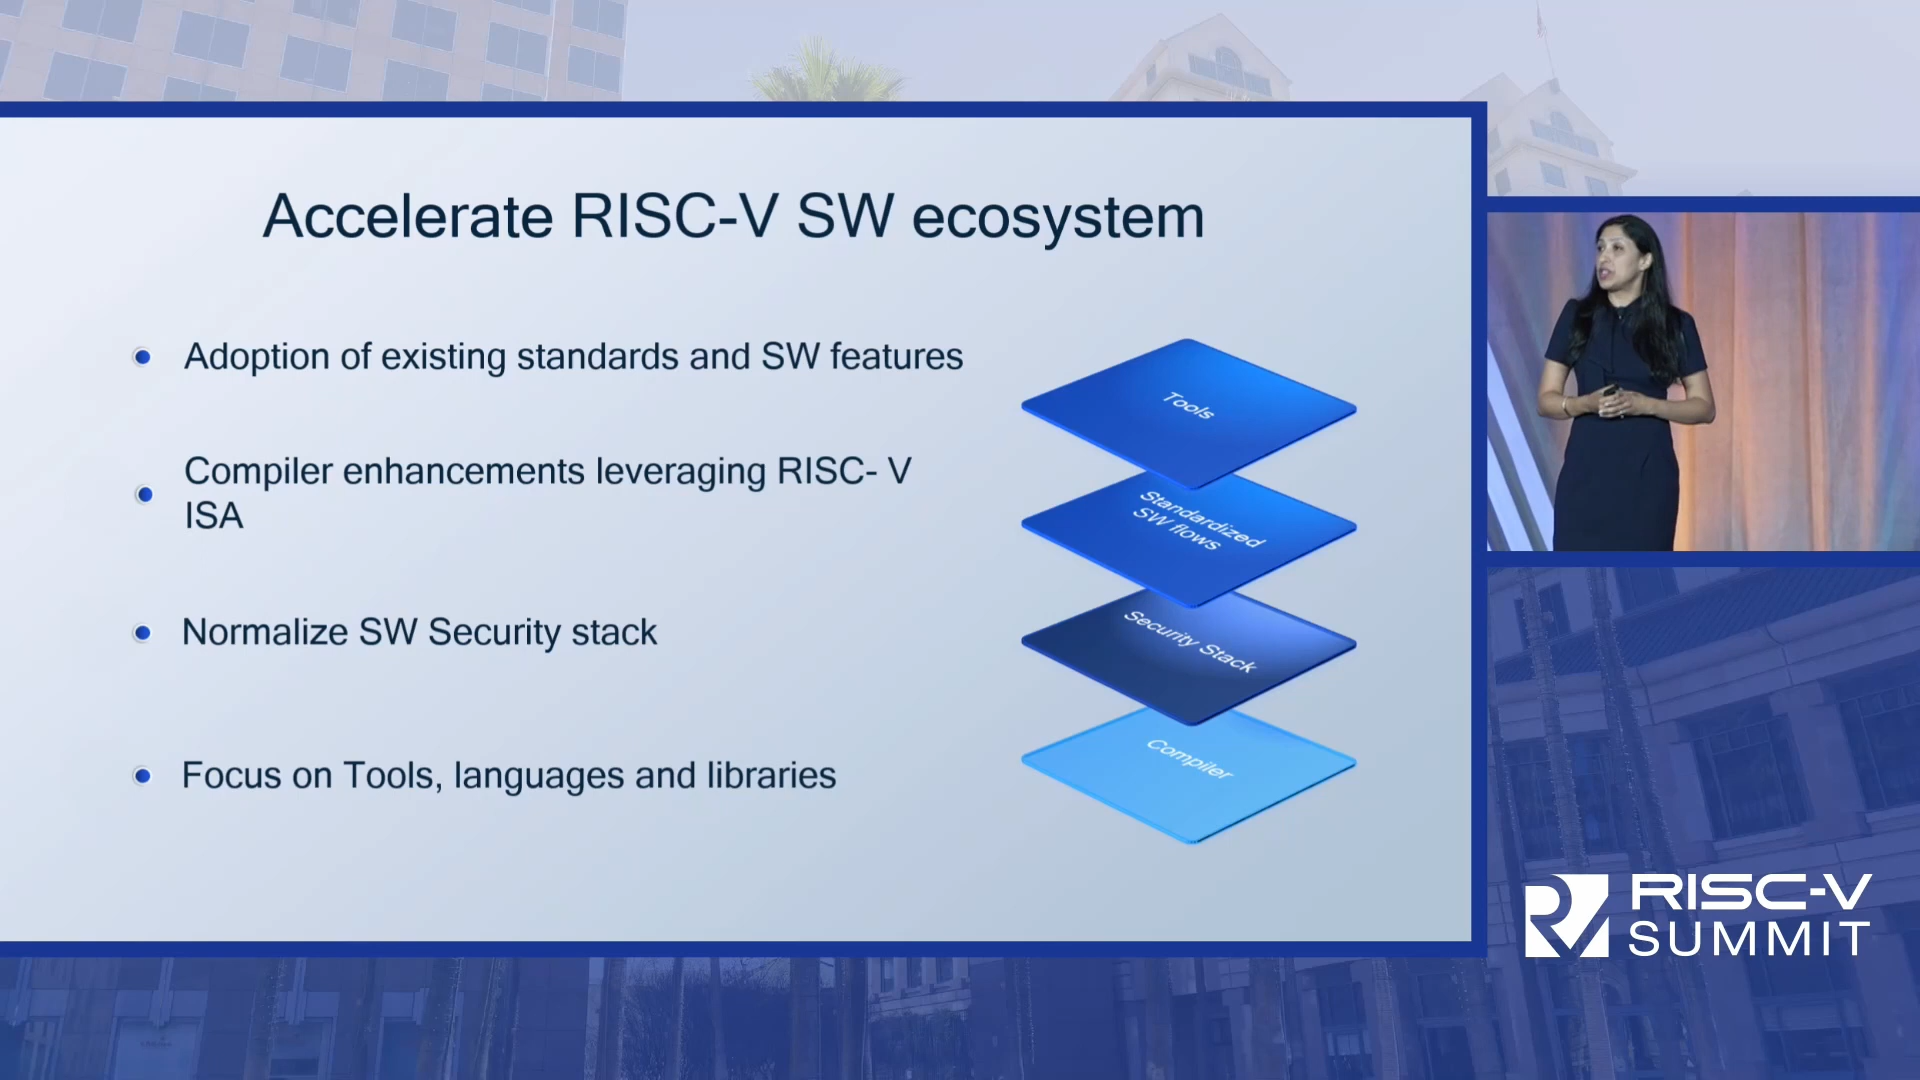 Accelerate RISC-V SW ecosystem
Adoption of existing standards and SW features
Compiler enhancements leveraging RISC- V
ISA
Normalize SW Security stack
Focus on Tools, languages and libraries
Tools
Standardized
SW flows
Security Stack
Compiler
RISC-V
SUMMIT